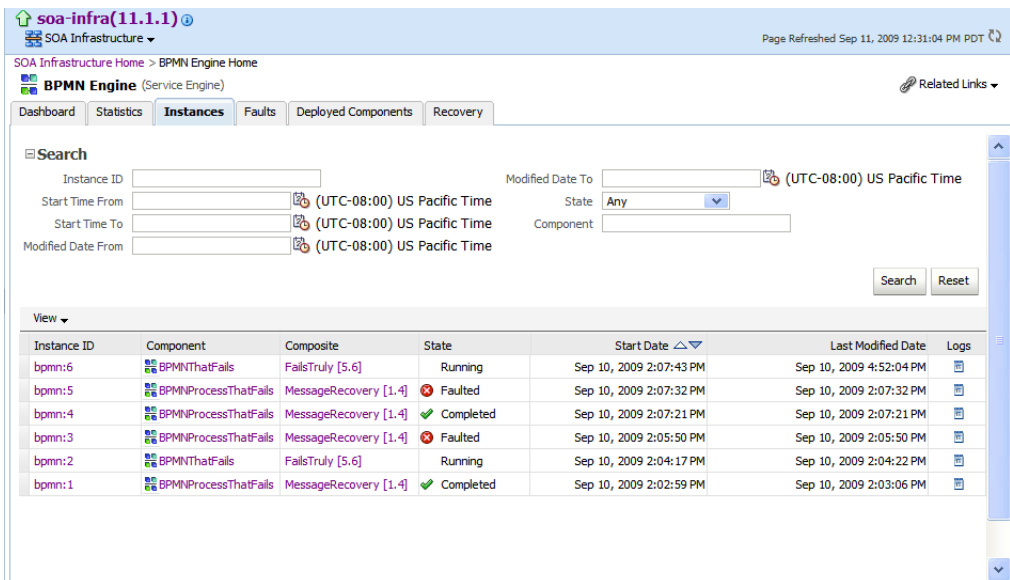 soa-infra(11.1.1)
SOA Infrastructure
Page Refreshed Sep 11, 2009 12:31:04 PM PDT
SOA Infrastructure Home > BPMN Engine Home
BPMN Engine (Service Engine)
Related Links
Dashboard Statistics Instances Faults Deployed Components Recovery
Search
Instance ID
Modified Date To (UTC-08:00) US Pacific Time
Start Time From (UTC-08:00) US Pacific Time
State Any
Start Time To (UTC-08:00) US Pacific Time
Component
Modified Date From (UTC-08:00) US Pacific Time
Search Reset
View
Instance ID Component Composite State Start Date Last Modified Date Logs
bpmn:6 BPMNThatFails FailsTruly [5.6] Running Sep 10, 2009 2:07:43 PM Sep 10, 2009 4:52:04 PM
bpmn:5 BPMNProcessThatFails MessageRecovery [1.4] Faulted Sep 10, 2009 2:07:32 PM Sep 10, 2009 2:07:32 PM
bpmn:4 BPMNProcessThatFails MessageRecovery [1.4] Completed Sep 10, 2009 2:07:21 PM Sep 10, 2009 2:07:21 PM
bpmn:3 BPMNProcessThatFails MessageRecovery [1.4] Faulted Sep 10, 2009 2:05:50 PM Sep 10, 2009 2:05:50 PM
bpmn:2 BPMNThatFails FailsTruly [5.6] Running Sep 10, 2009 2:04:17 PM Sep 10, 2009 2:04:22 PM
bpmn:1 BPMNProcessThatFails MessageRecovery [1.4] Completed Sep 10, 2009 2:02:59 PM Sep 10, 2009 2:03:06 PM